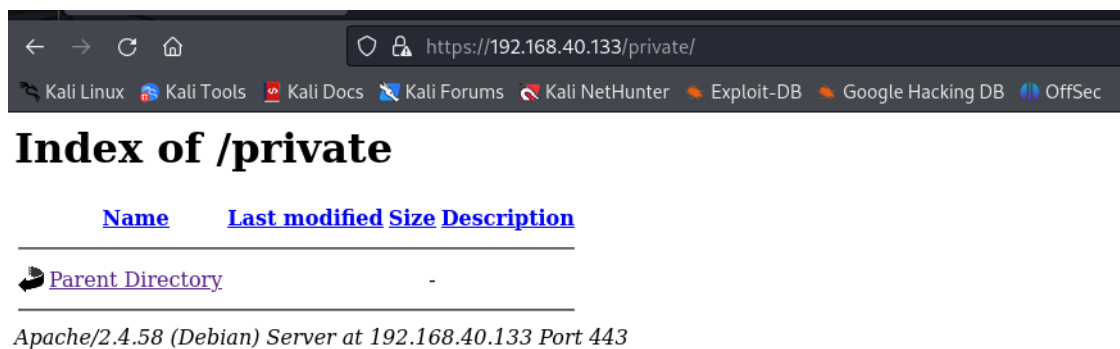 https://192.168.40.133/private/
Kali Linux Kali Tools Kali Docs Kali Forums Kali NetHunter Exploit-DB Google Hacking DB OffSec
Index of /private
Name Last modified Size Description
Parent Directory -
Apache/2.4.58 (Debian) Server at 192.168.40.133 Port 443